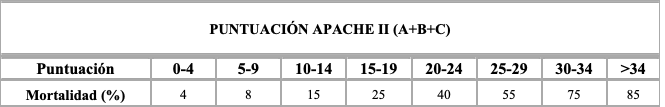 PUNTUACIÓN APACHE II (A+B+C)
Puntuación 0-4 5-9 10-14 15-19 20-24 25-29 30-34 >34
Mortalidad (%) 4 8 15 25 40 55 75 85